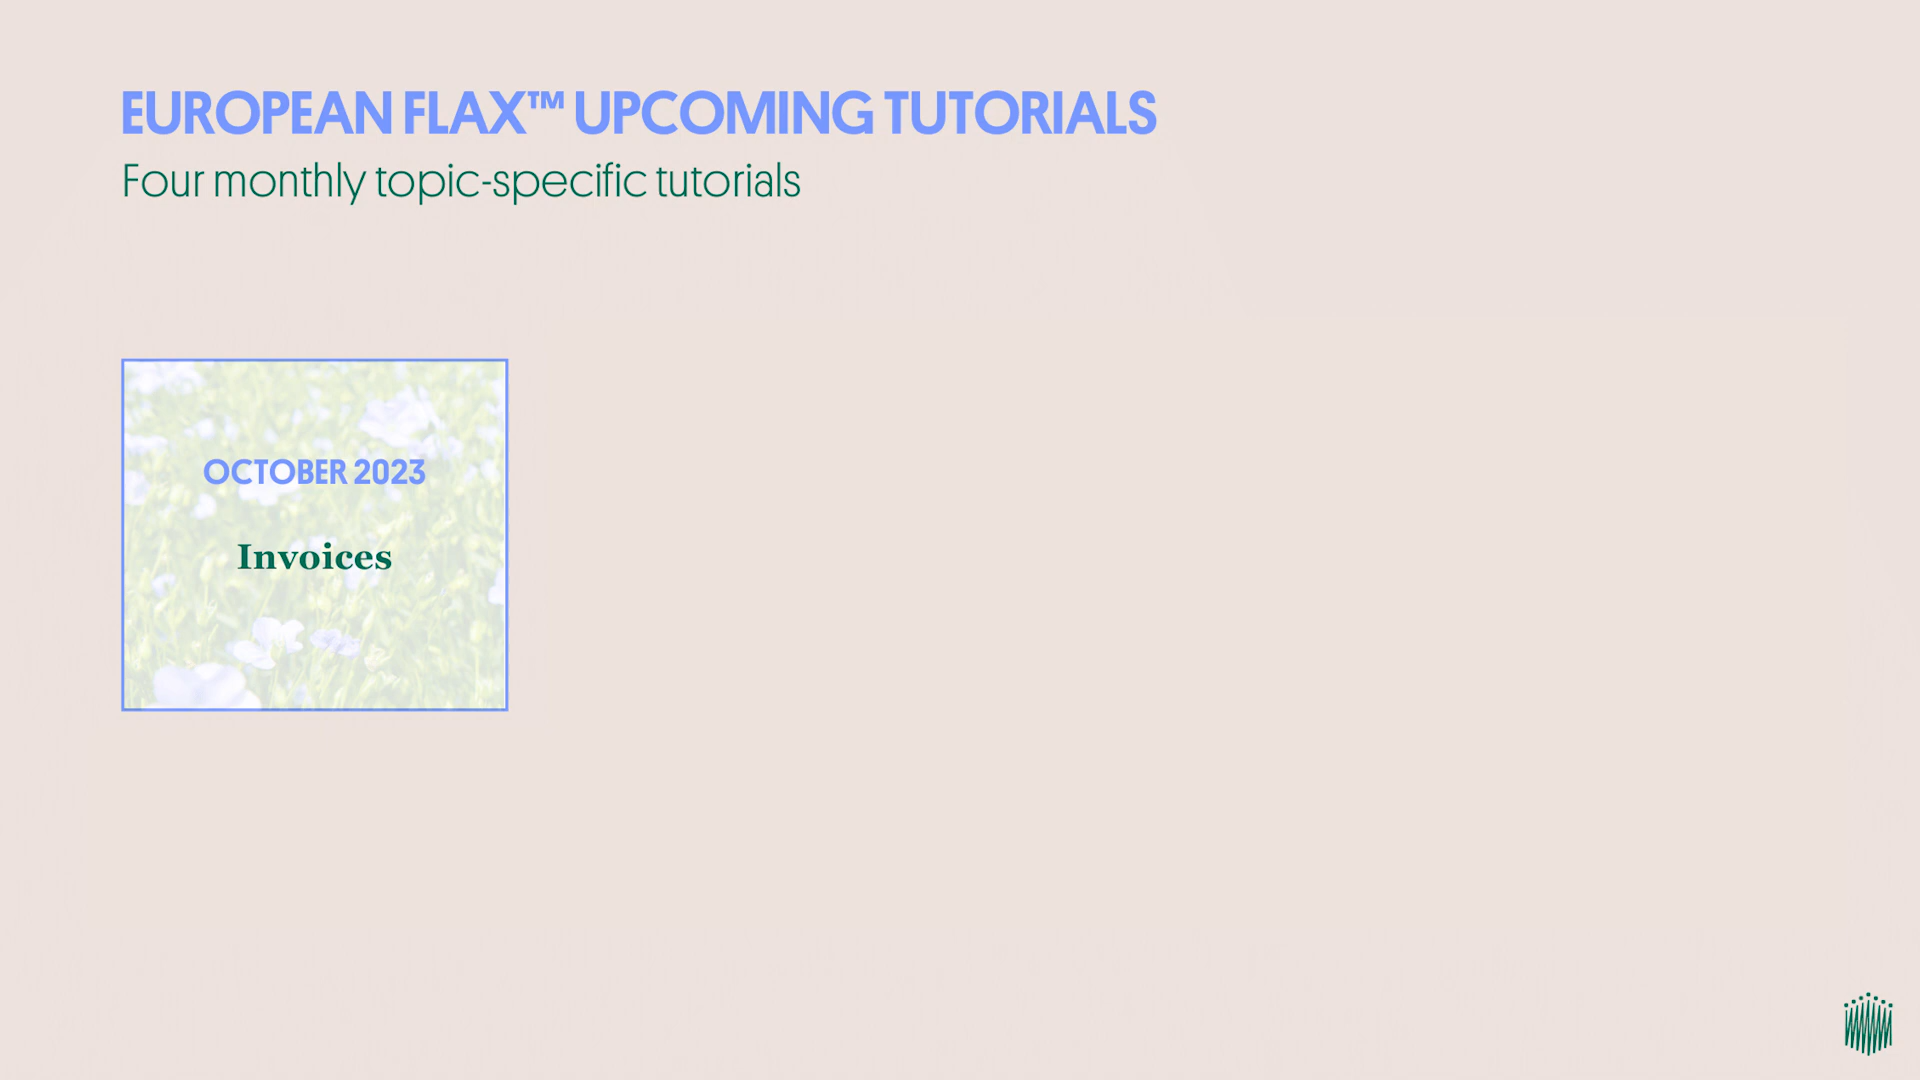 EUROPEAN FLAX™ UPCOMING TUTORIALS
Four monthly topic-specific tutorials
OCTOBER 2023
Invoices